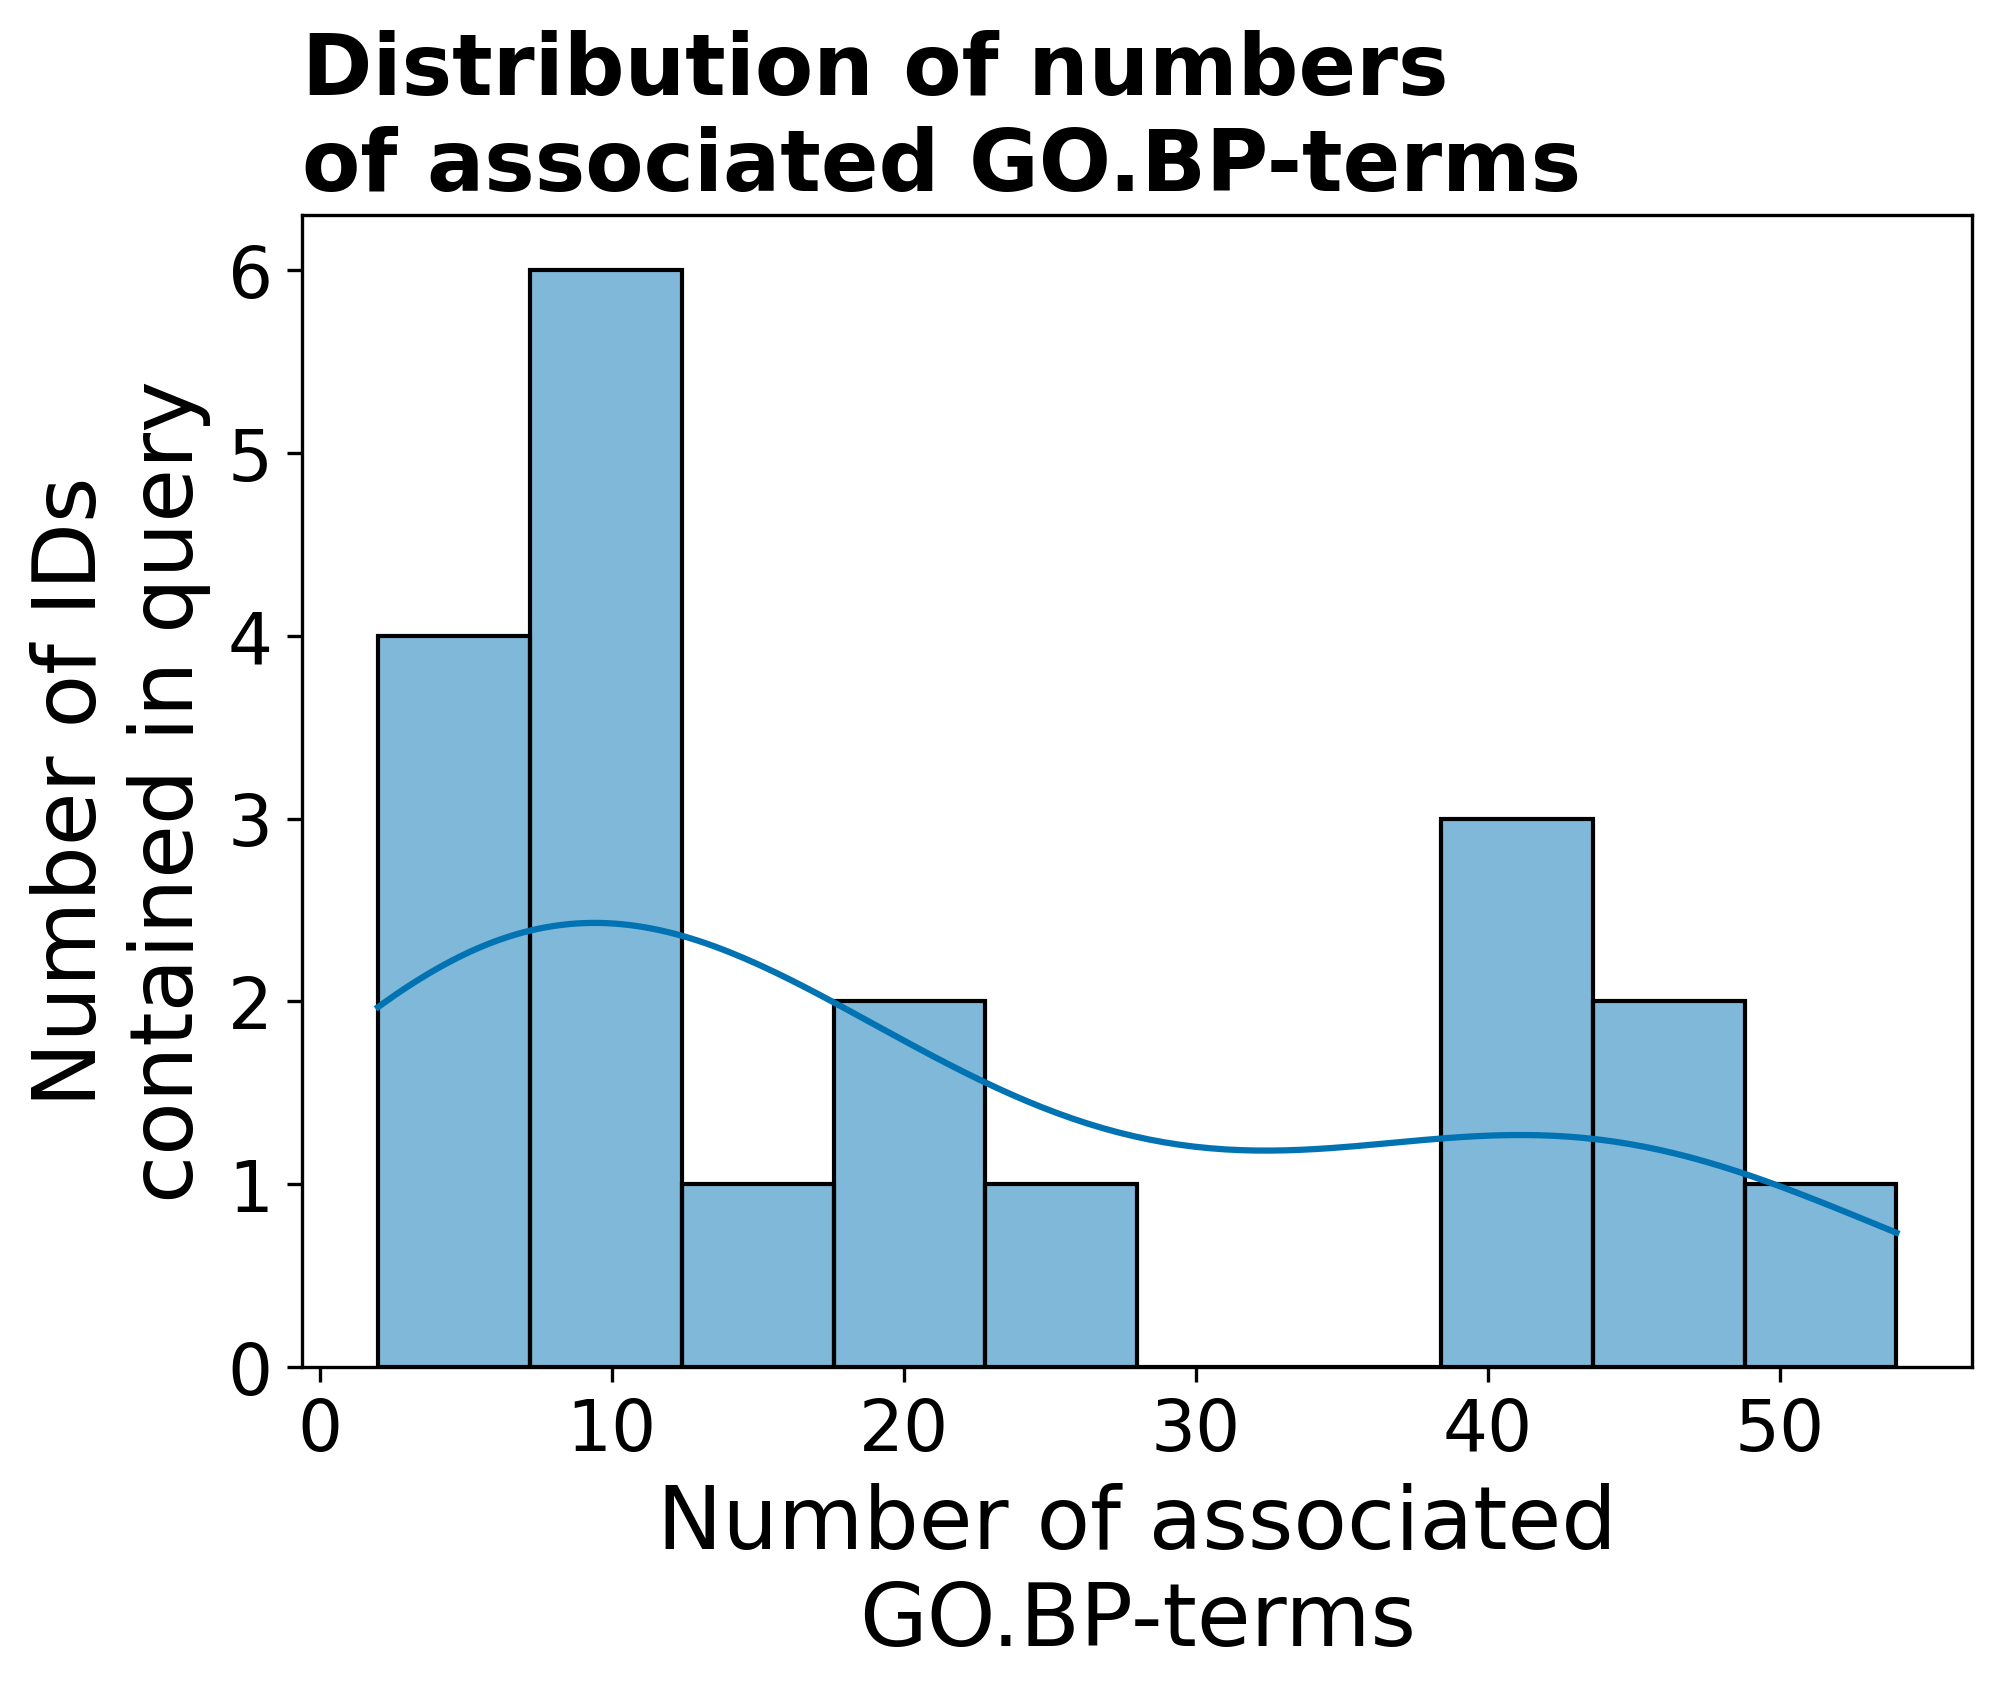 Distribution of numbers
of associated GO.BP-terms
Number of IDs
contained in query
6
5
4
3
2
1
0
0 10 20 30 40 50
Number of associated
GO.BP-terms